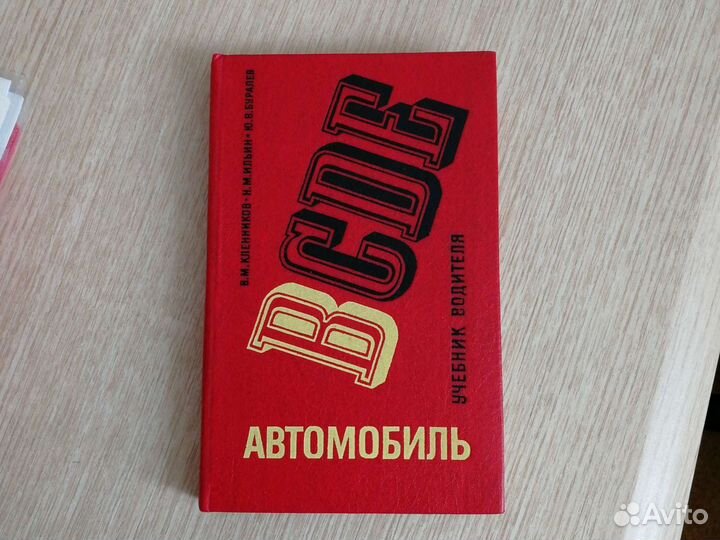 В.М.КЛЕННИКОВ·Н.М.ИЛЬИН·Ю.В.БУРАЛЕВ
BCDE
УЧЕБНИК ВОДИТЕЛЯ
АВТОМОБИЛЬ
Avito